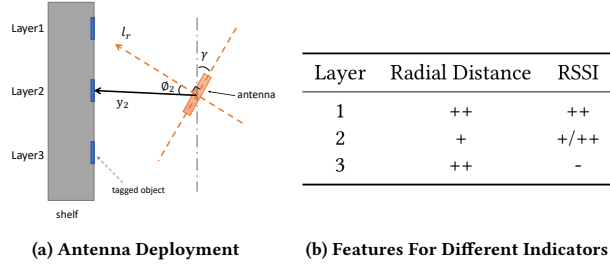 Layer1
l_r
γ
Layer2
ϕ_2
antenna
y_2
Layer3
tagged object
shelf
(a) Antenna Deployment
Layer Radial Distance RSSI
1 ++ ++
2 + +/++
3 ++ -
(b) Features For Different Indicators